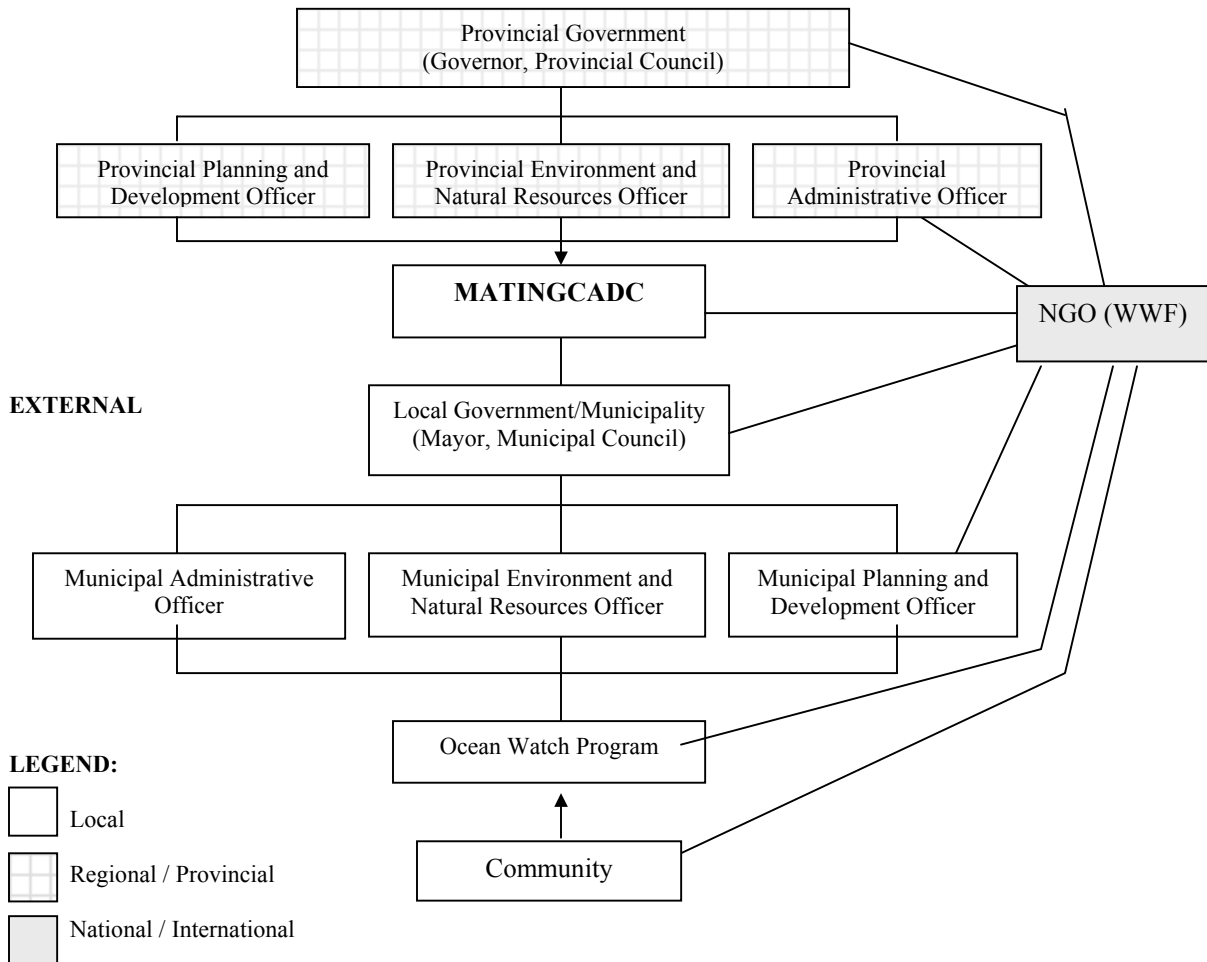 Provincial Government
(Governor, Provincial Council)
Provincial Planning and
Development Officer
Provincial Environment and
Natural Resources Officer
Provincial
Administrative Officer
MATINGCADC
NGO (WWF)
EXTERNAL
Local Government/Municipality
(Mayor, Municipal Council)
Municipal Administrative
Officer
Municipal Environment and
Natural Resources Officer
Municipal Planning and
Development Officer
Ocean Watch Program
LEGEND:
Local
Community
Regional / Provincial
National / International